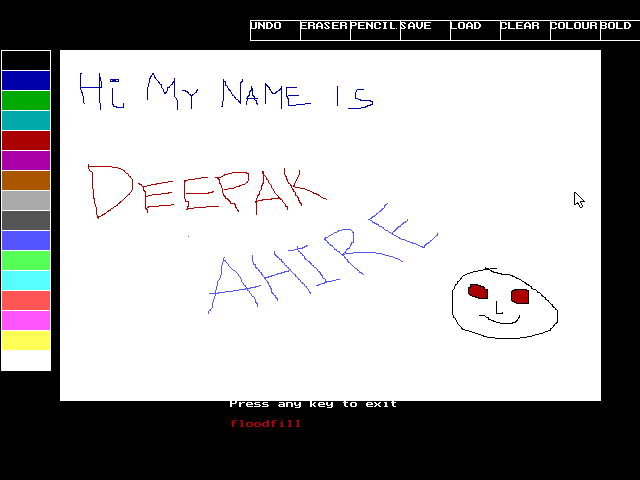 UNDO ERASER PENCIL SAVE LOAD CLEAR COLOUR BOLD
Hi My NAME IS
DEEPAK
AHIRE
Press any key to exit
floodfill